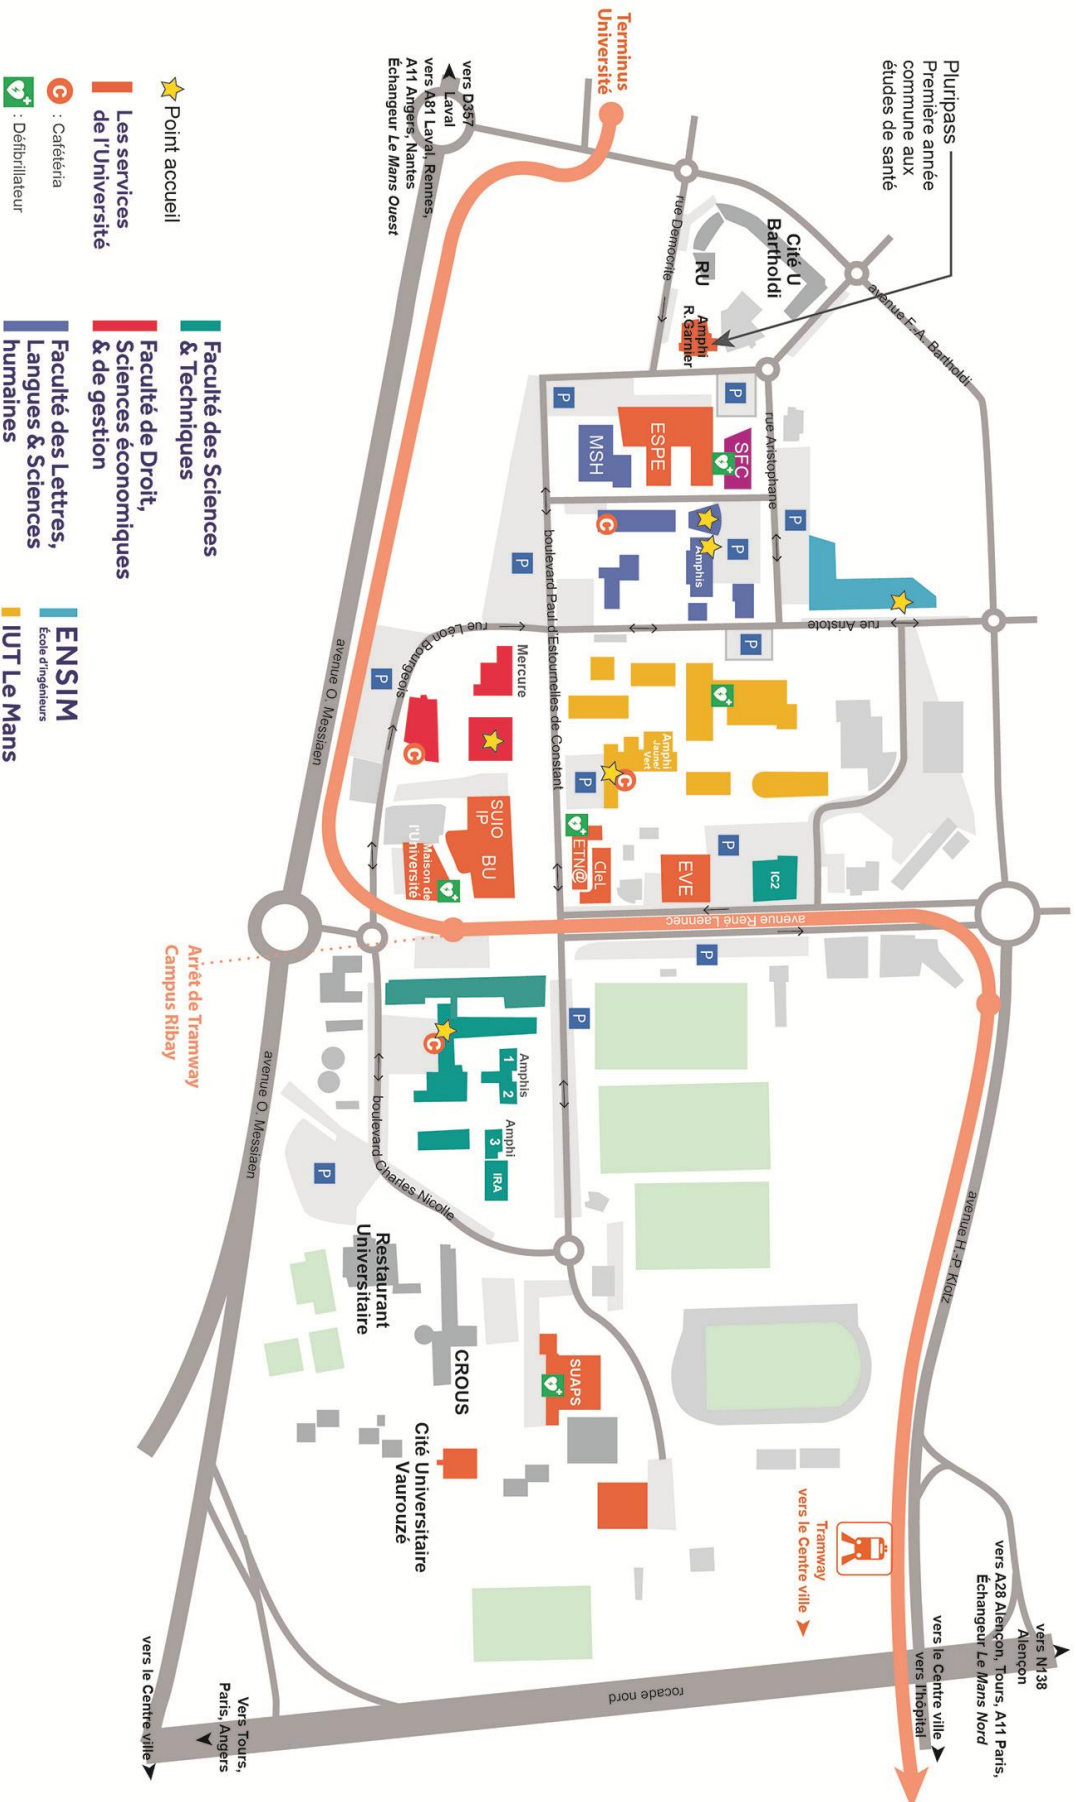 Terminus
Université
Pluripass
Première année
commune aux
études de santé
vers D357
Laval
vers A81 Laval, Rennes,
A11 Angers, Nantes
Échangeur Le Mans Ouest
Cité U
Bartholdi
RU
rue Démocrite
Amphi
R.Garnier
avenue F.-A. Bartholdi
rue Aristophane
P
P
SFC
ESPE
MSH
P
P
P
C
Amphis
boulevard Paul d'Estournelles de Constant
rue Aristote
P
rue Léon Bourgeois
P
Mercure
C
avenue O. Messiaen
Amphi
Jaune/
Vert
C
P
P
IC2
EVE
CIeL
ETN@
SUIO
IP
BU
Maison de
l'Université
avenue René Laennec
Arrêt de Tramway
Campus Ribay
P
P
C
Amphis
1
2
Amphi
3
IRA
P
avenue O. Messiaen
boulevard Charles Nicolle
avenue H.-P. Klotz
Restaurant
Universitaire
CROUS
SUAPS
Cité Universitaire
Vaurouzé
Tramway
vers le Centre ville
vers N138
Alençon
vers A28 Alençon, Tours, A11 Paris,
Échangeur Le Mans Nord
vers le Centre ville
vers l'hôpital
rocade nord
Vers Tours,
Paris, Angers
vers le Centre ville
Point accueil
Les services
de l'Université
C : Cafétéria
: Défibrillateur
Faculté des Sciences
& Techniques
Faculté de Droit,
Sciences économiques
& de gestion
Faculté des Lettres,
Langues & Sciences
humaines
ENSIM
École d'ingénieurs
IUT Le Mans